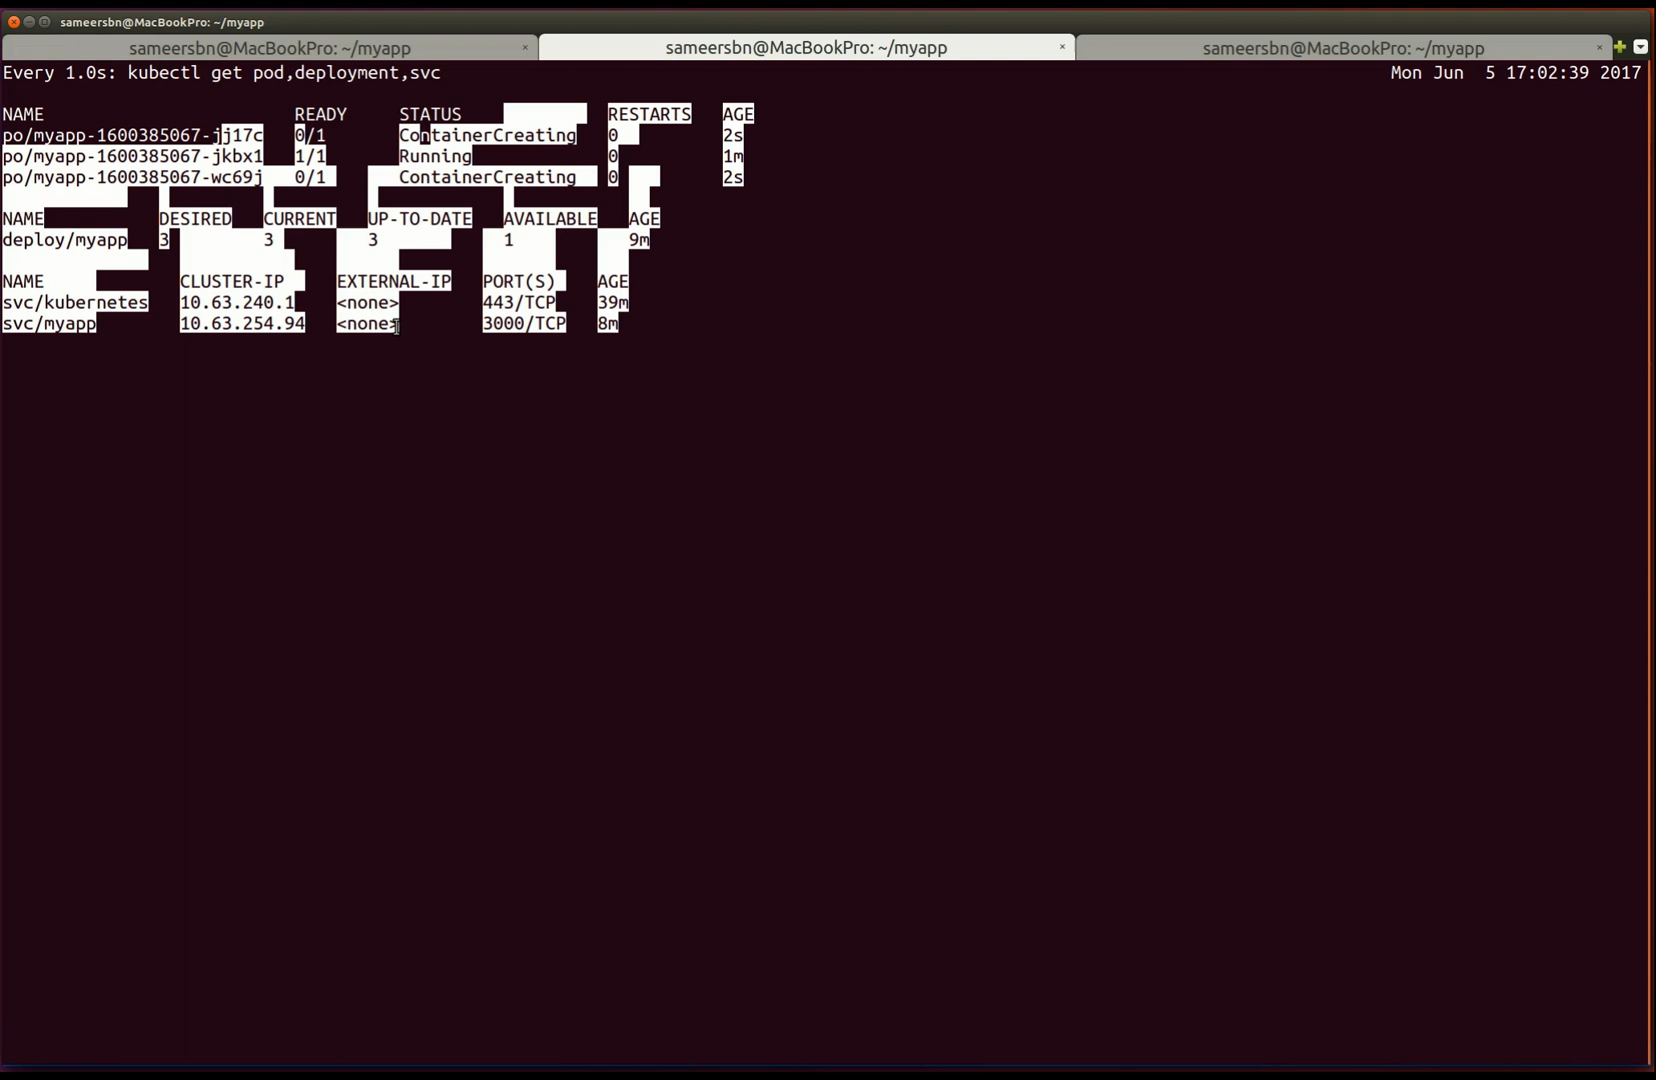 sameersbn@MacBookPro: ~/myapp
sameersbn@MacBookPro: ~/myapp × sameersbn@MacBookPro: ~/myapp × sameersbn@MacBookPro: ~/myapp ×
Every 1.0s: kubectl get pod,deployment,svc Mon Jun  5 17:02:39 2017
NAME READY STATUS RESTARTS AGE
po/myapp-1600385067-jj17c 0/1 ContainerCreating 0 2s
po/myapp-1600385067-jkbx1 1/1 Running 0 1m
po/myapp-1600385067-wc69j 0/1 ContainerCreating 0 2s
NAME DESIRED CURRENT UP-TO-DATE AVAILABLE AGE
deploy/myapp 3 3 3 1 9m
NAME CLUSTER-IP EXTERNAL-IP PORT(S) AGE
svc/kubernetes 10.63.240.1 <none> 443/TCP 39m
svc/myapp 10.63.254.94 <none> 3000/TCP 8m